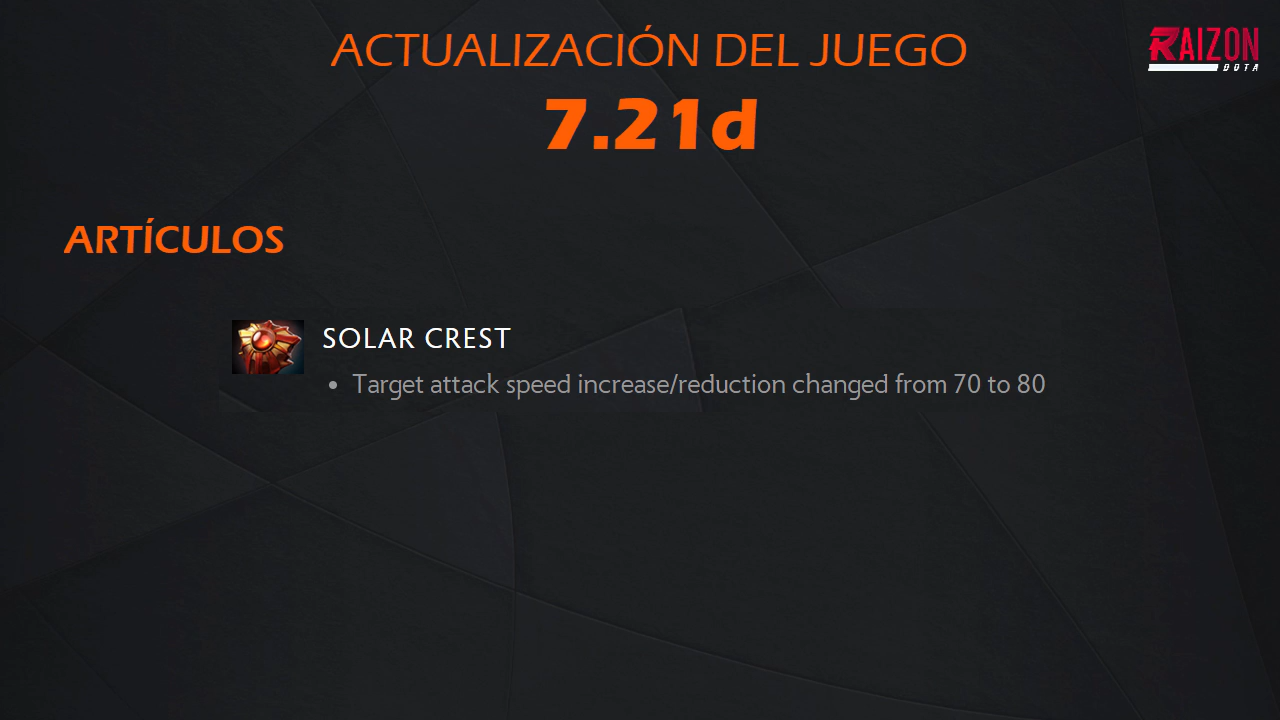 ACTUALIZACIÓN DEL JUEGO
RAIZON
DOTA
7.21d
ARTÍCULOS
SOLAR CREST
• Target attack speed increase/reduction changed from 70 to 80